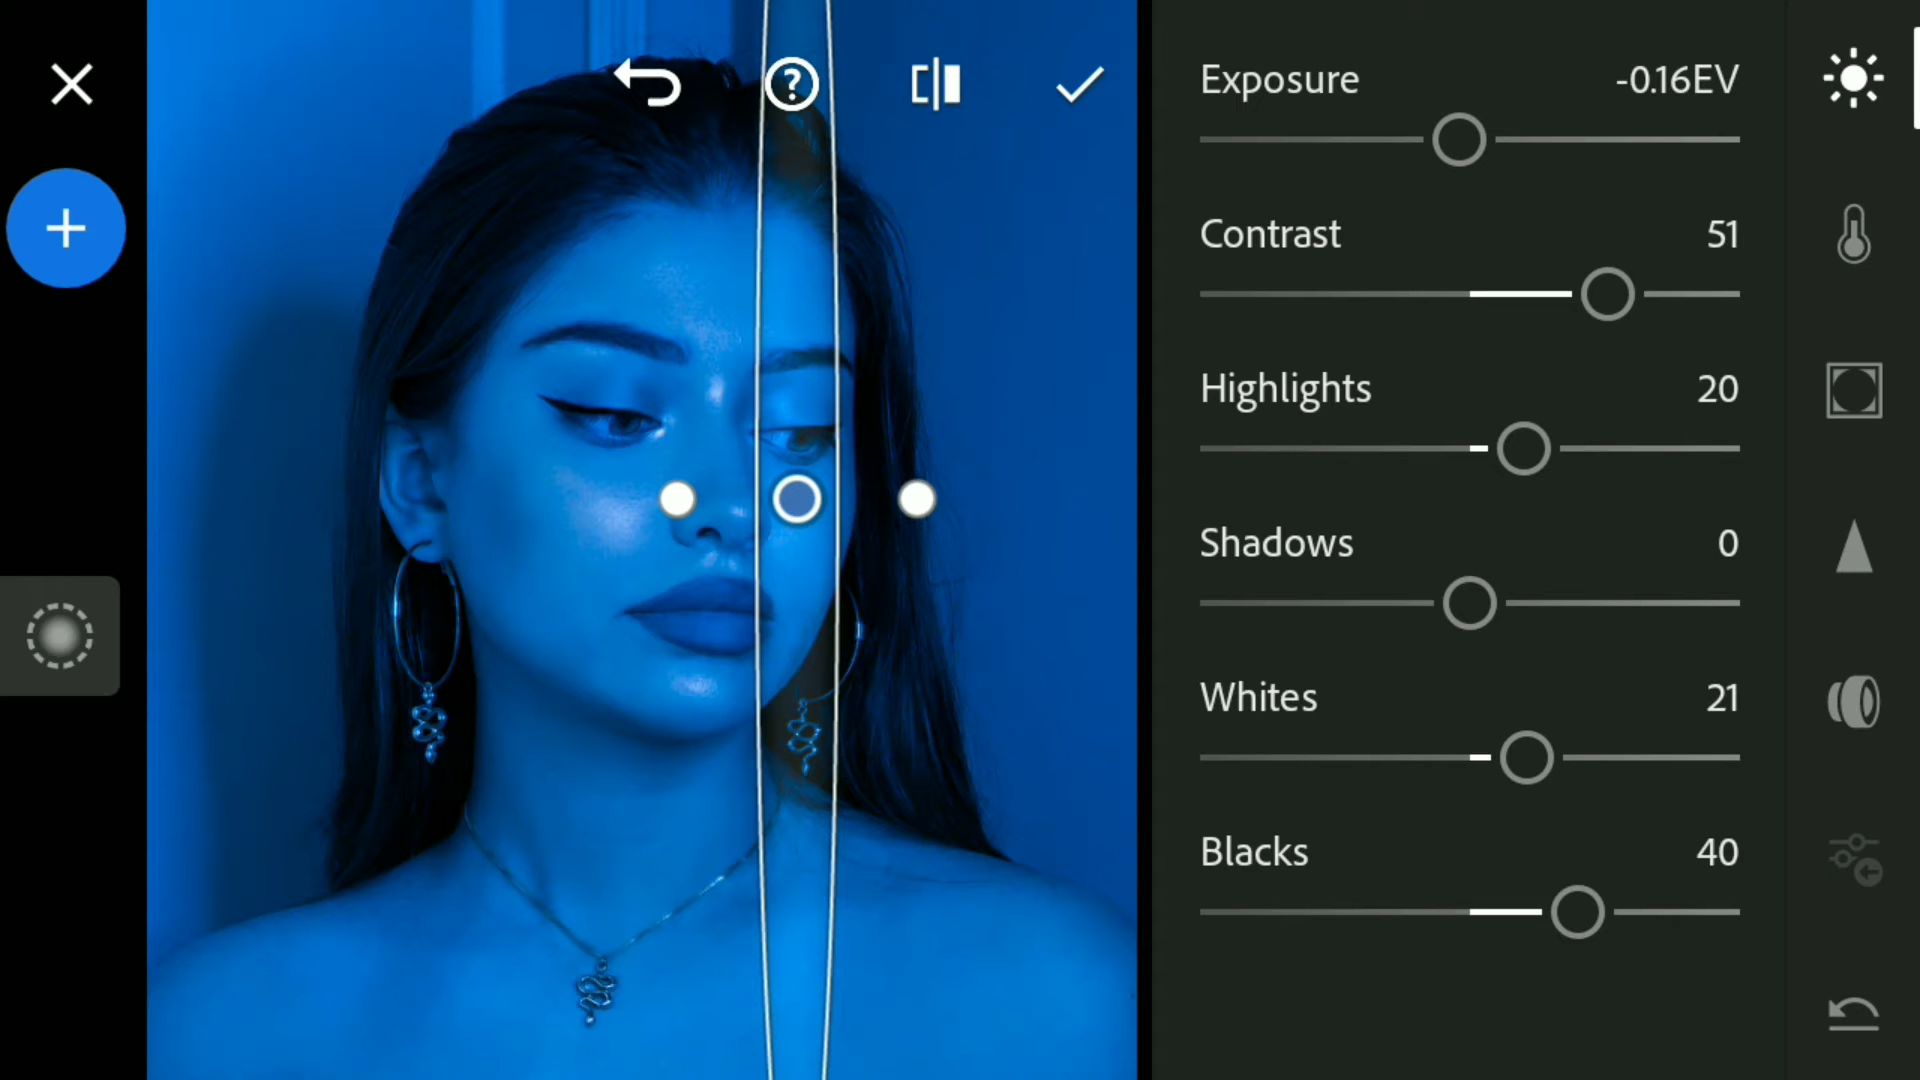 Exposure -0.16EV
Contrast 51
Highlights 20
Shadows 0
Whites 21
Blacks 40